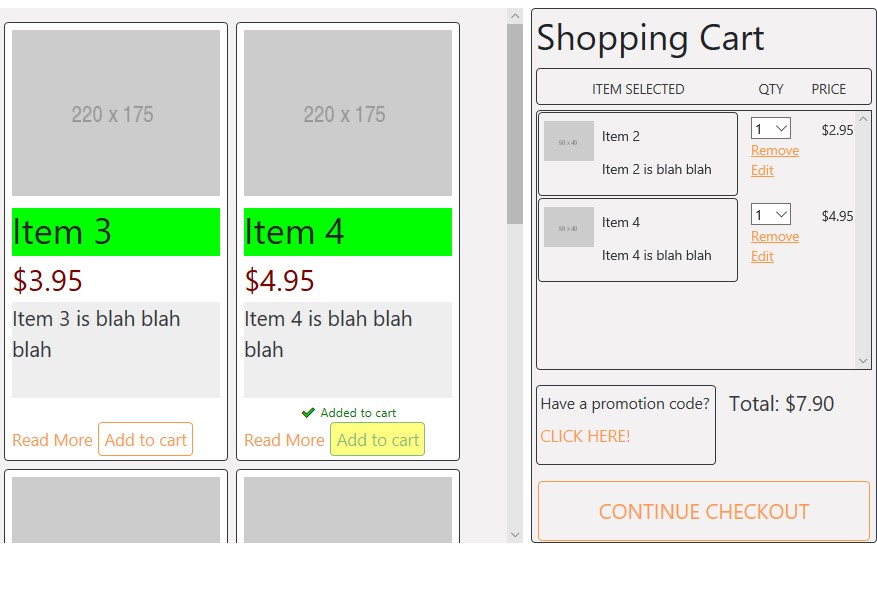 220 x 175
Item 3
$3.95
Item 3 is blah blah
blah
Read More Add to cart
220 x 175
Item 4
$4.95
Item 4 is blah blah
blah
Added to cart
Read More Add to cart
Shopping Cart
ITEM SELECTED QTY PRICE
60 x 40
Item 2
Item 2 is blah blah
1
Remove
Edit
$2.95
60 x 40
Item 4
Item 4 is blah blah
1
Remove
Edit
$4.95
Have a promotion code?
CLICK HERE!
Total: $7.90
CONTINUE CHECKOUT